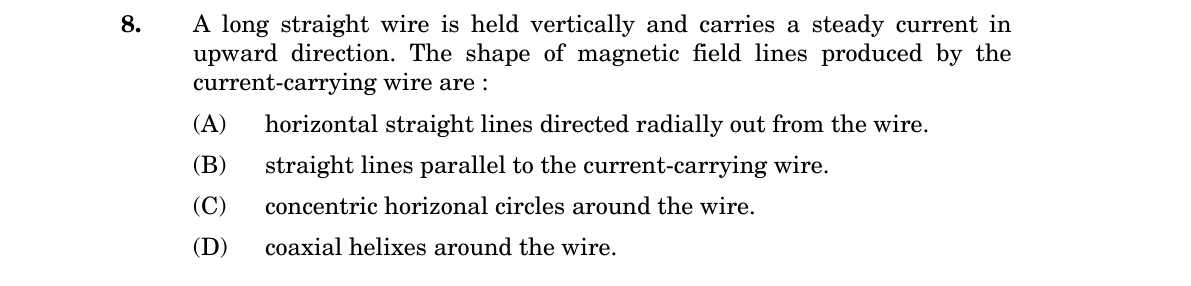 8. A long straight wire is held vertically and carries a steady current in
upward direction. The shape of magnetic field lines produced by the
current-carrying wire are :
(A) horizontal straight lines directed radially out from the wire.
(B) straight lines parallel to the current-carrying wire.
(C) concentric horizonal circles around the wire.
(D) coaxial helixes around the wire.